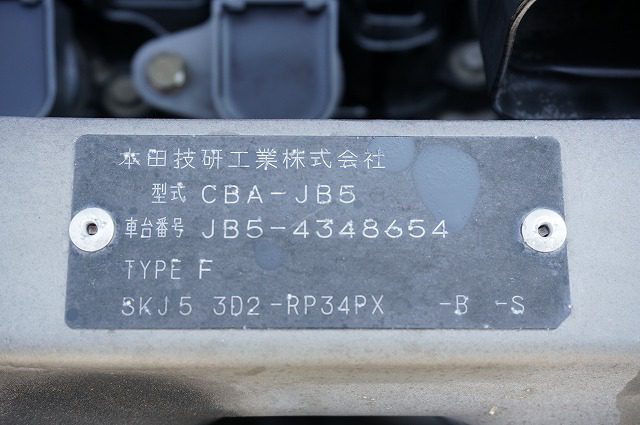 本田技研工業株式会社
型式 CBA-JB5
車台番号 JB5-4348654
TYPE F
SKJ5 3D2-RP34PX -B -S